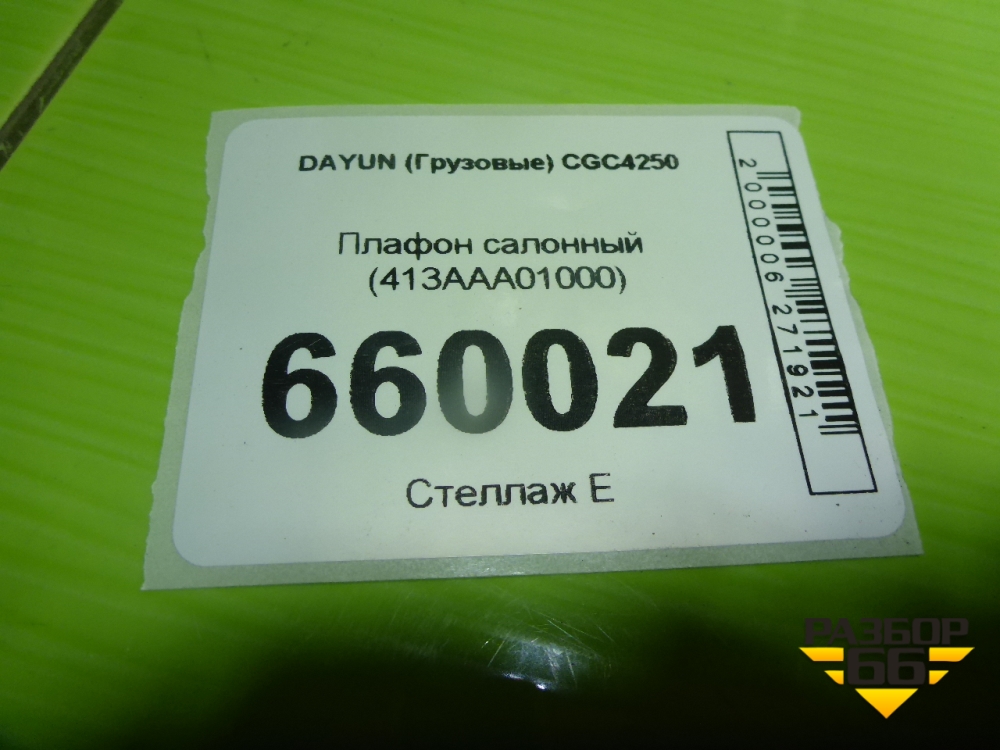 DAYUN (Грузовые) CGC4250
Плафон салонный
(413AAA01000)
660021
Стеллаж Е
2000006271921
РАЗБОР
66